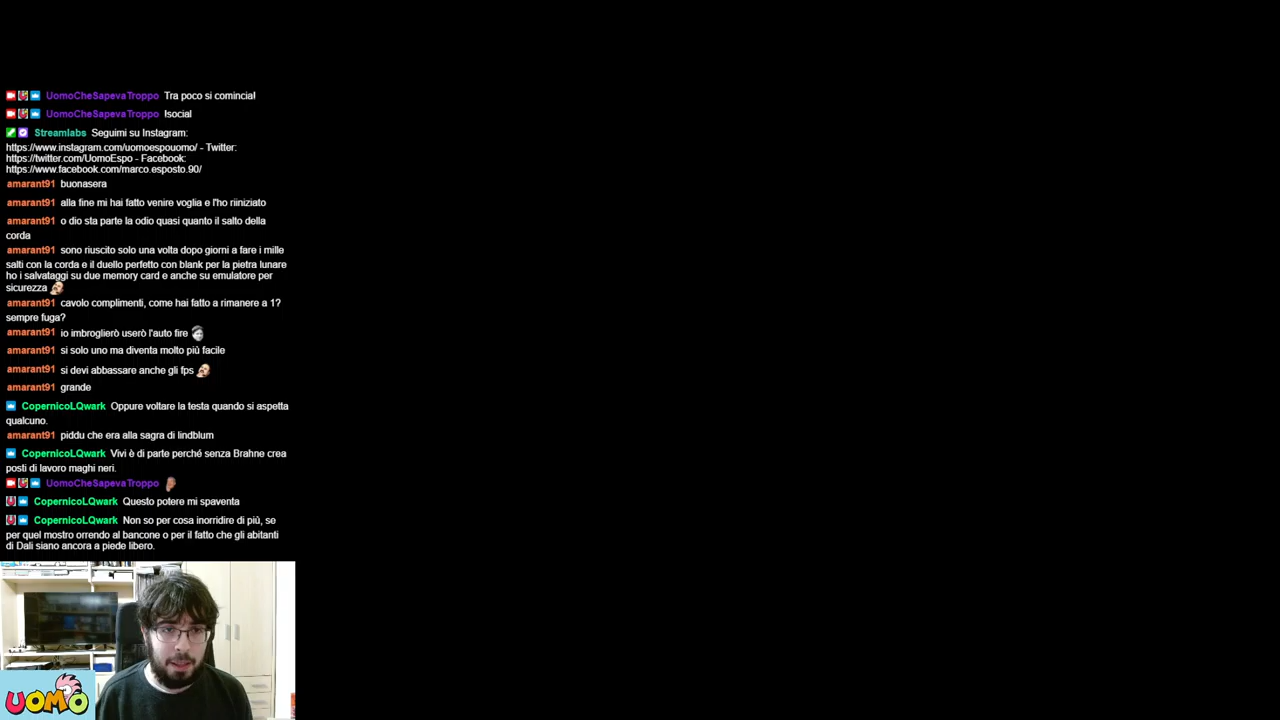 UomoCheSapevaTroppo Tra poco si comincia!
UomoCheSapevaTroppo !social
Streamlabs Seguimi su Instagram:
https://www.instagram.com/uomoespouomo/ - Twitter:
https://twitter.com/UomoEspo - Facebook:
https://www.facebook.com/marco.esposto.90/
amarant91 buonasera
amarant91 alla fine mi hai fatto venire voglia e l'ho riiniziato
amarant91 o dio sta parte la odio quasi quanto il salto della
corda
amarant91 sono riuscito solo una volta dopo giorni a fare i mille
salti con la corda e il duello perfetto con blank per la pietra lunare
ho i salvataggi su due memory card e anche su emulatore per
sicurezza
amarant91 cavolo complimenti, come hai fatto a rimanere a 1?
sempre fuga?
amarant91 io imbroglierò userò l'auto fire
amarant91 si solo uno ma diventa molto più facile
amarant91 si devi abbassare anche gli fps
amarant91 grande
CopernicoLQwark Oppure voltare la testa quando si aspetta
qualcuno.
amarant91 piddu che era alla sagra di lindblum
CopernicoLQwark Vivi è di parte perché senza Brahne crea
posti di lavoro maghi neri.
UomoCheSapevaTroppo
CopernicoLQwark Questo potere mi spaventa
CopernicoLQwark Non so per cosa inorridire di più, se
per quel mostro orrendo al bancone o per il fatto che gli abitanti
di Dali siano ancora a piede libero.
UOMO